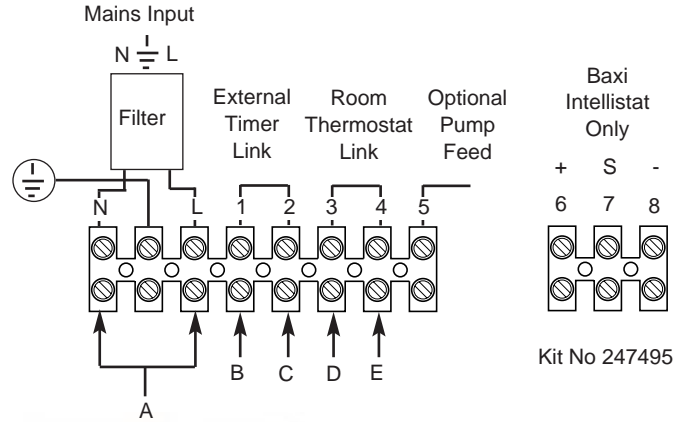 Mains Input
N L
Filter
External
Timer
Link
Room
Thermostat
Link
Optional
Pump
Feed
Baxi
Intellistat
Only
+ S -
6 7 8
N L 1 2 3 4 5
B C D E
A
Kit No 247495